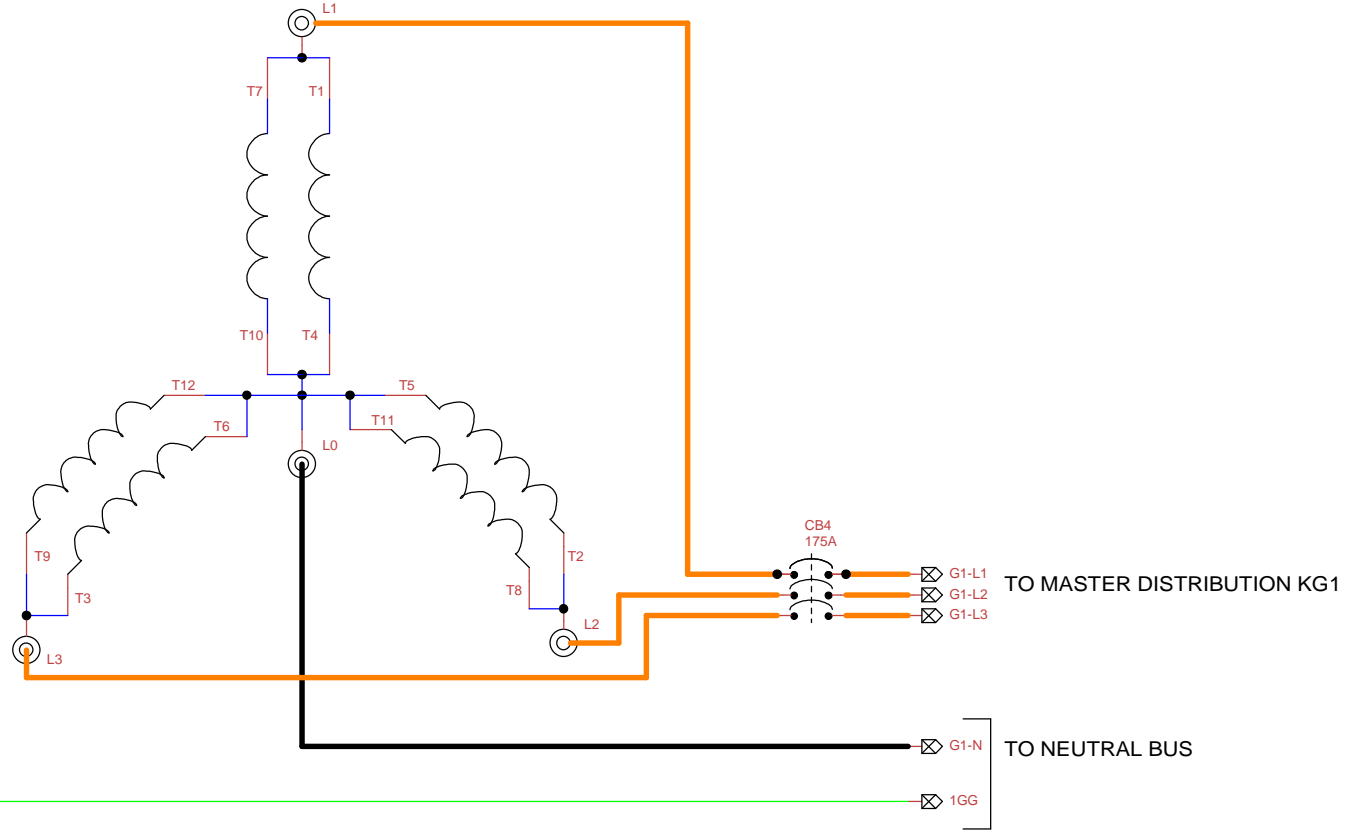 L1
T7
T1
T10
T4
T12
T5
T6
T11
L0
CB4
175A
T9
T2
G1-L1
TO MASTER DISTRIBUTION KG1
T3
T8
G1-L2
G1-L3
L2
L3
G1-N
TO NEUTRAL BUS
1GG